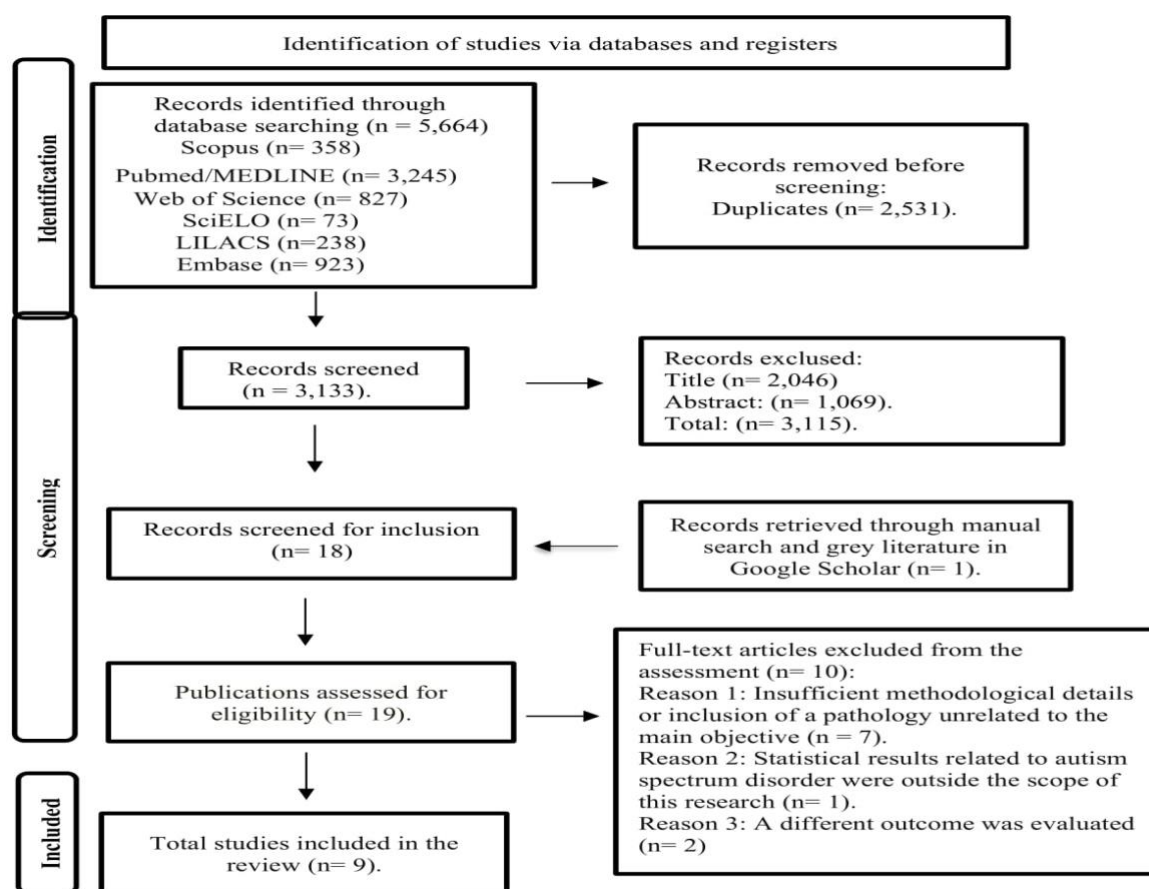 Identification of studies via databases and registers
Identification
Records identified through
database searching (n = 5,664)
Scopus (n= 358)
Pubmed/MEDLINE (n= 3,245)
Web of Science (n= 827)
SciELO (n= 73)
LILACS (n=238)
Embase (n= 923)
Records removed before
screening:
Duplicates (n= 2,531).
Screening
Records screened
(n = 3,133).
Records exclused:
Title (n= 2,046)
Abstract: (n= 1,069).
Total: (n= 3,115).
Records screened for inclusion
(n= 18)
Records retrieved through manual
search and grey literature in
Google Scholar (n= 1).
Publications assessed for
eligibility (n= 19).
Full-text articles excluded from the
assessment (n= 10):
Reason 1: Insufficient methodological details
or inclusion of a pathology unrelated to the
main objective (n = 7).
Reason 2: Statistical results related to autism
spectrum disorder were outside the scope of
this research (n= 1).
Reason 3: A different outcome was evaluated
(n= 2)
Included
Total studies included in the
review (n= 9).